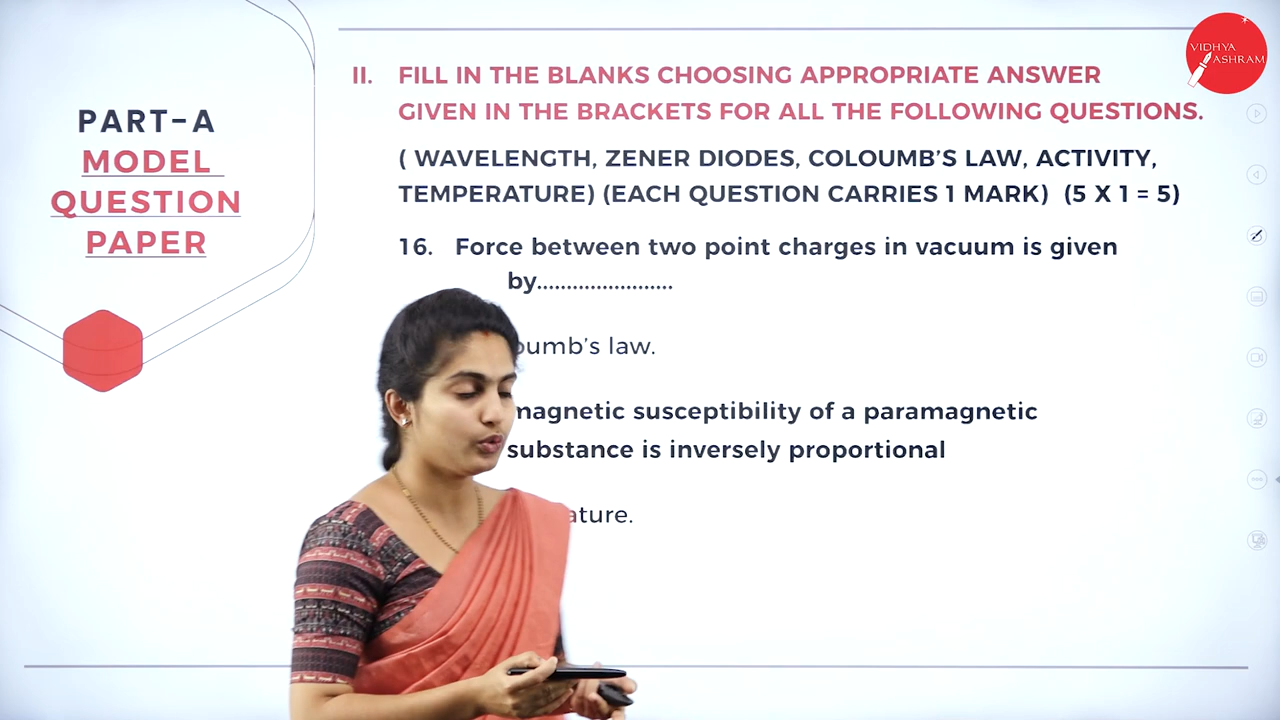 VIDHYA
ASHRAM
PART-A
MODEL
QUESTION
PAPER
II. FILL IN THE BLANKS CHOOSING APPROPRIATE ANSWER
GIVEN IN THE BRACKETS FOR ALL THE FOLLOWING QUESTIONS.
( WAVELENGTH, ZENER DIODES, COLOUMB'S LAW, ACTIVITY,
TEMPERATURE) (EACH QUESTION CARRIES 1 MARK) (5 X 1 = 5)
16. Force between two point charges in vacuum is given
by.......................
law.
magnetic susceptibility of a paramagnetic
substance is inversely proportional